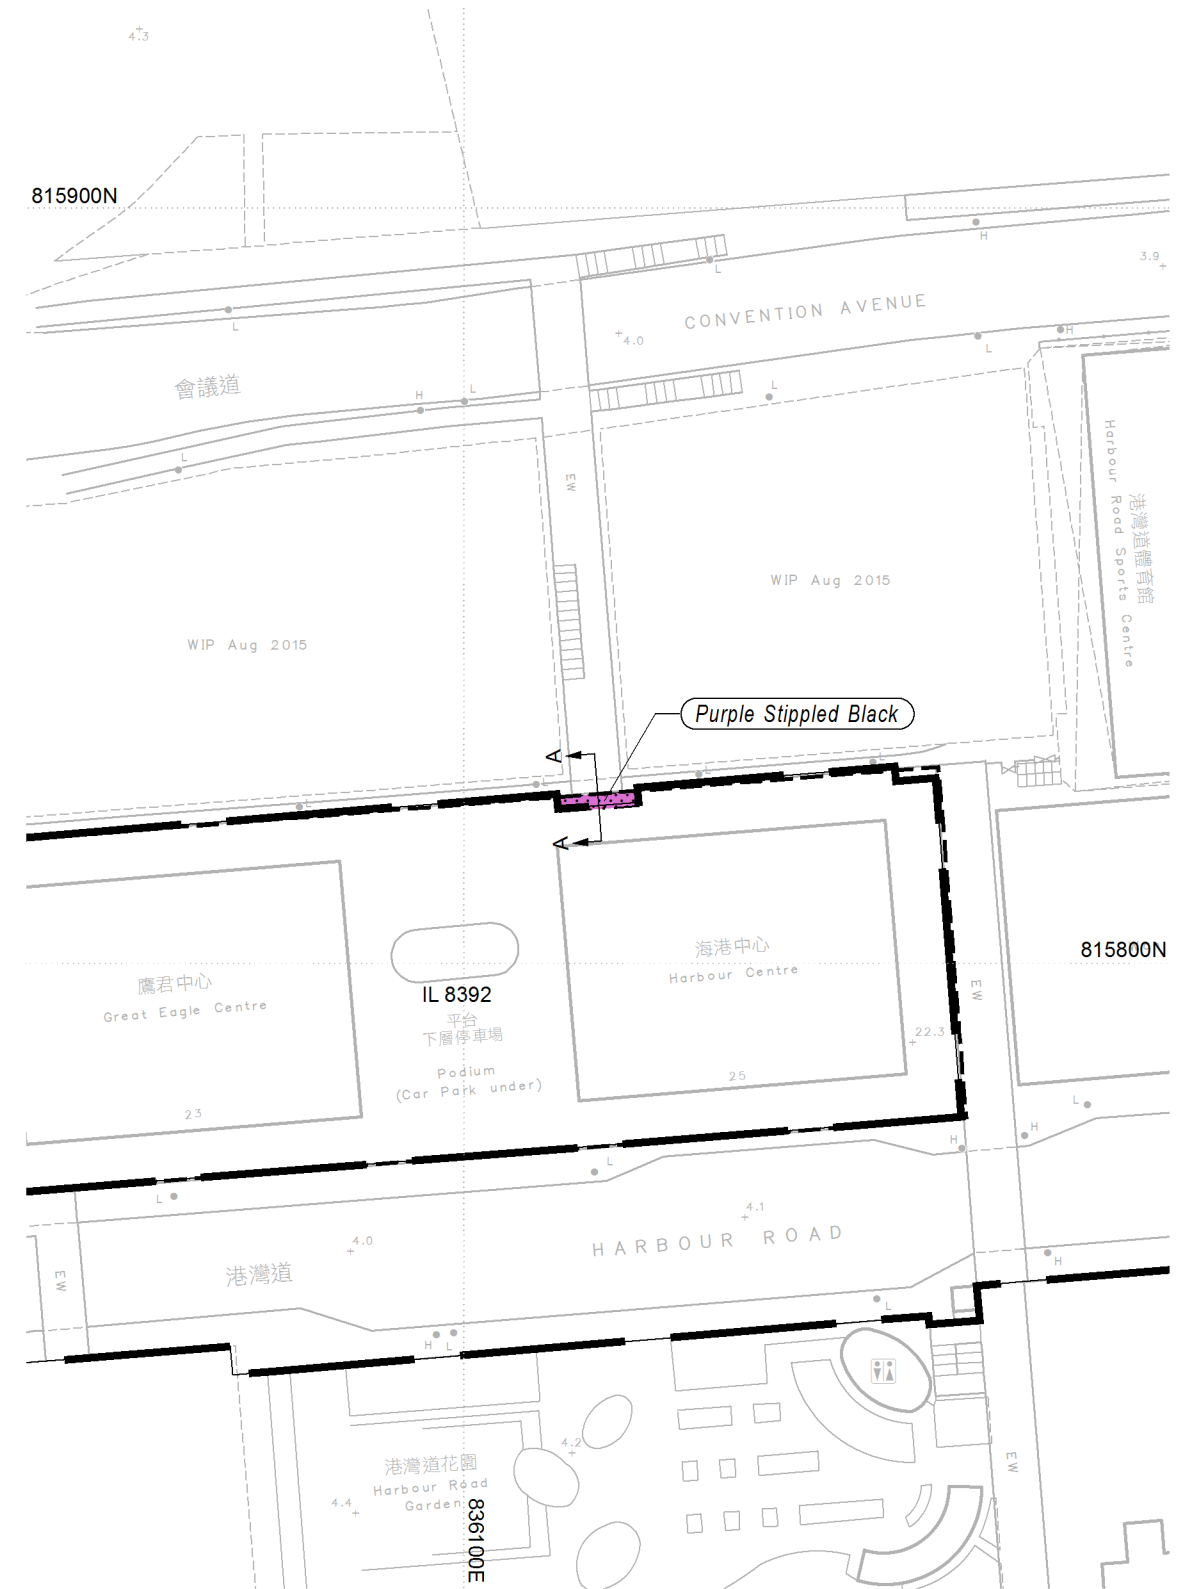 4.3
815900N
H
3.9
L
CONVENTION AVENUE
4.0
L
H
L
會議道
H
L
L
L
EW
Harbour Road Sports Centre
港灣道體育館
WIP Aug 2015
WIP Aug 2015
Purple Stippled Black
A
L
L
L
L
A
海港中心
Harbour Centre
815800N
鷹君中心
Great Eagle Centre
IL 8392
平台
下層停車場
Podium
(Car Park under)
EW
22.3
25
23
L
H
H
L
L
4.1
4.0
HARBOUR ROAD
港灣道
EW
H
L
H
L
4.2
港灣道花園
Harbour Road
Garden
4.4
836100E
EW